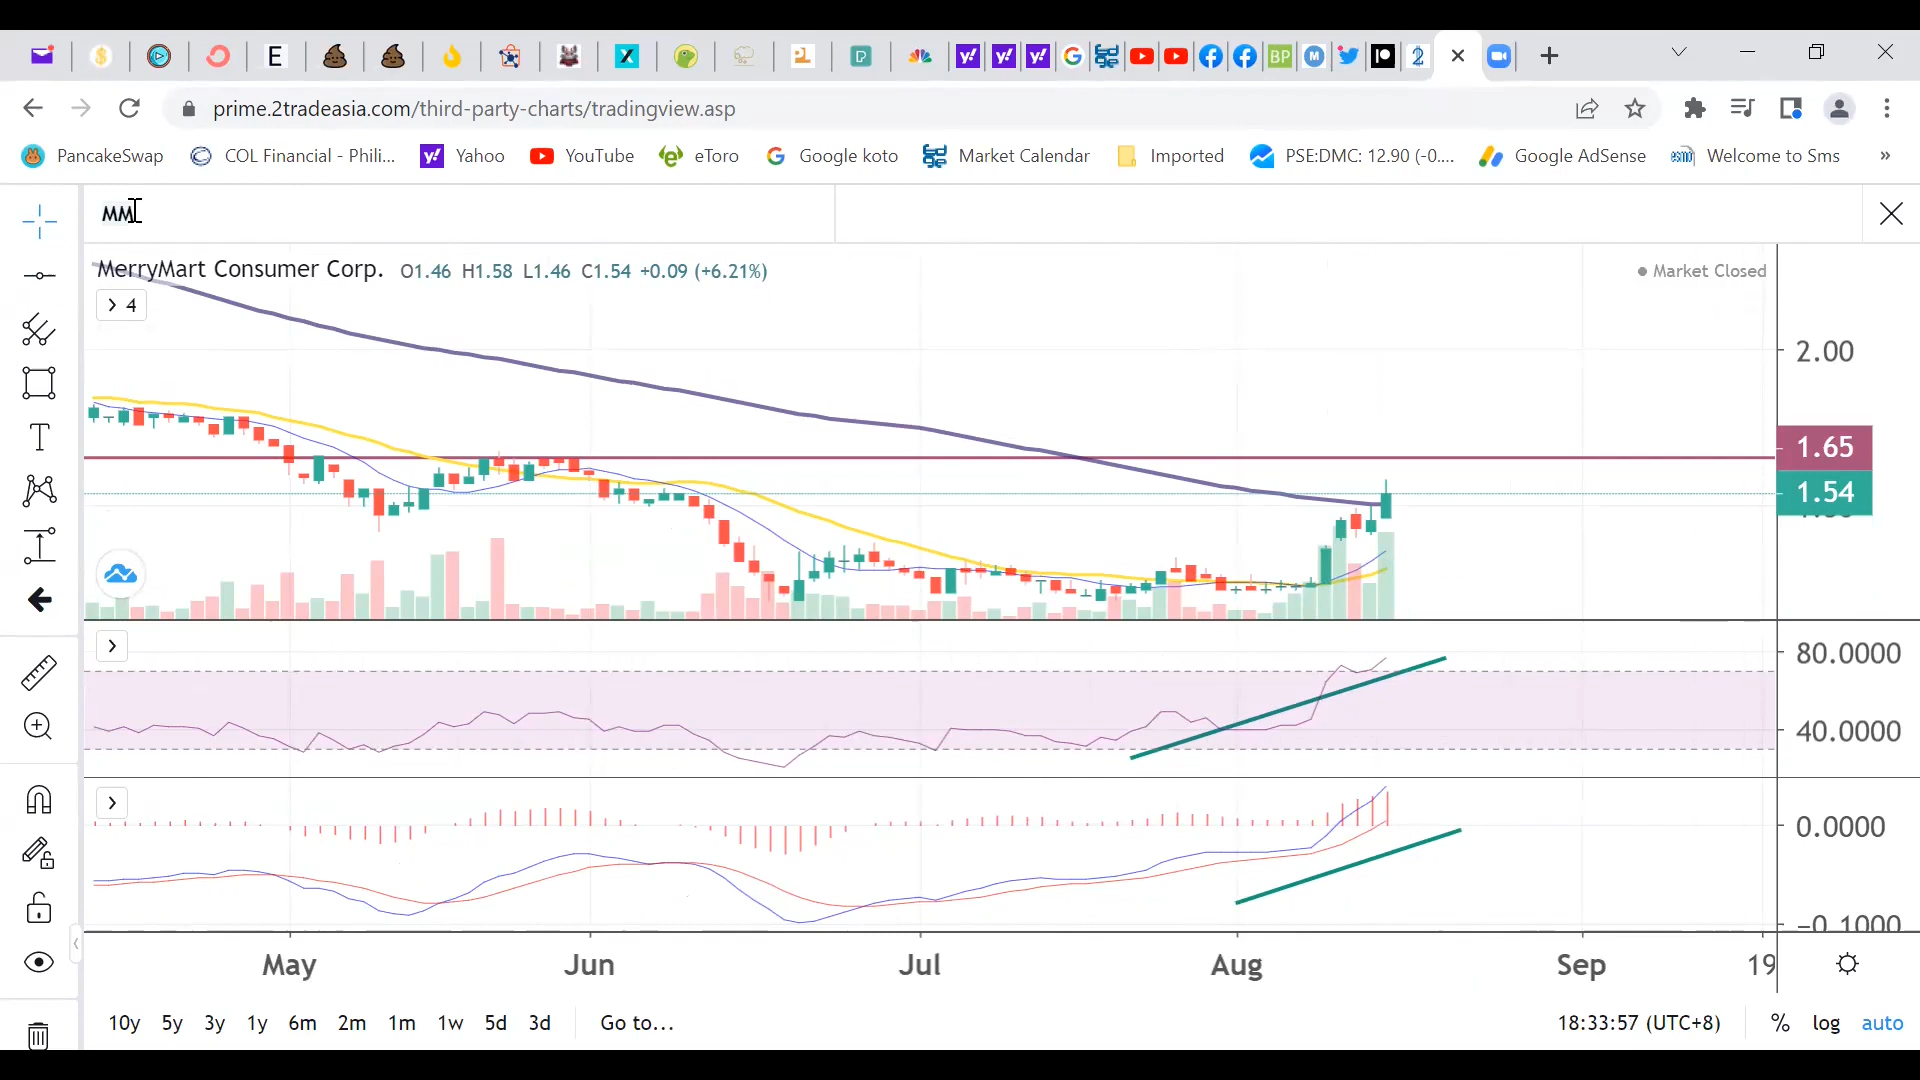 E
X
P
BP
M
2
prime.2tradeasia.com/third-party-charts/tradingview.asp
PancakeSwap COL Financial - Phili... Yahoo YouTube eToro Google koto Market Calendar Imported PSE:DMC: 12.90 (-0.... Google AdSense Welcome to Sms »
MM
MerryMart Consumer Corp. O1.46 H1.58 L1.46 C1.54 +0.09 (+6.21%)
Market Closed
4
2.00
1.65
1.54
80.0000
40.0000
0.0000
−0.1000
May Jun Jul Aug Sep 19
10y 5y 3y 1y 6m 2m 1m 1w 5d 3d Go to... 18:33:57 (UTC+8) % log auto